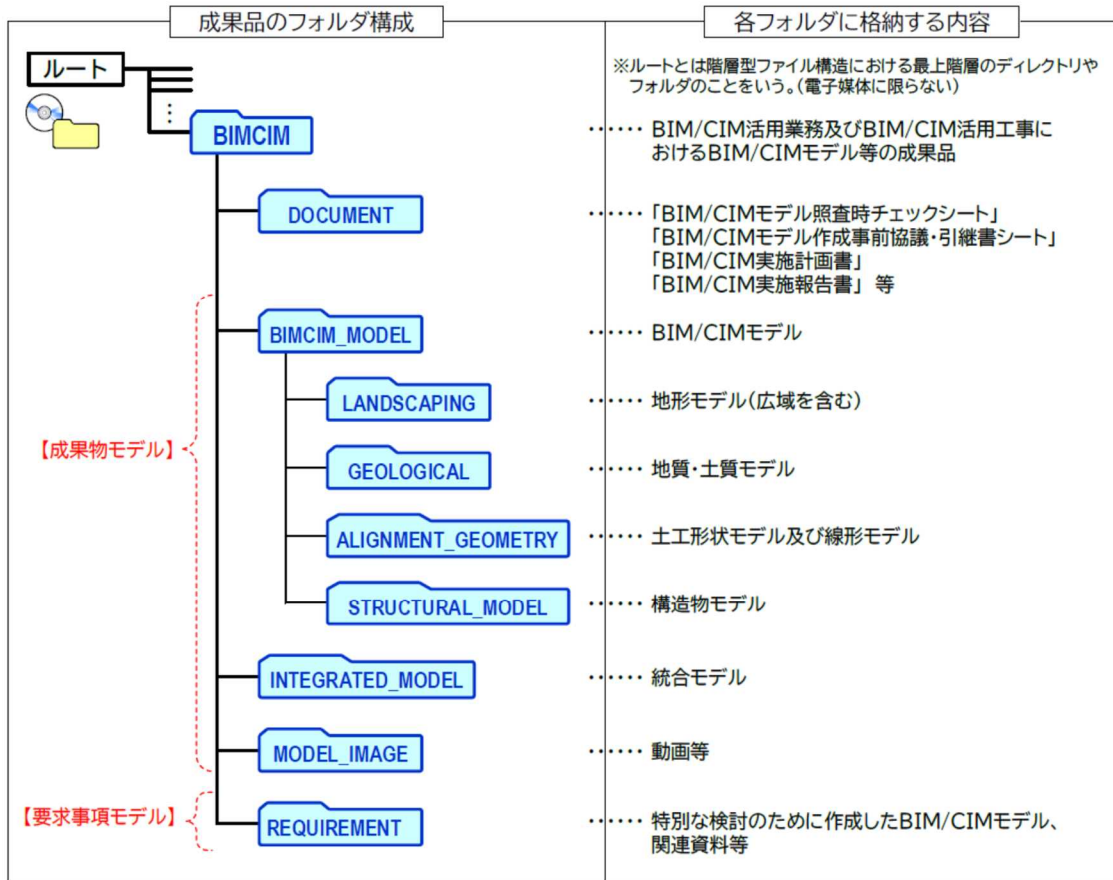 成果品のフォルダ構成
各フォルダに格納する内容
ルート
※ルートとは階層型ファイル構造における最上階層のディレクトリや
フォルダのことをいう。(電子媒体に限らない)
⋮
BIMCIM
…… BIM/CIM活用業務及びBIM/CIM活用工事に
おけるBIM/CIMモデル等の成果品
DOCUMENT
…… 「BIM/CIMモデル照査時チェックシート」
「BIM/CIMモデル作成事前協議・引継書シート」
「BIM/CIM実施計画書」
「BIM/CIM実施報告書」 等
【成果物モデル】
BIMCIM_MODEL
…… BIM/CIMモデル
LANDSCAPING
…… 地形モデル(広域を含む)
GEOLOGICAL
…… 地質・土質モデル
ALIGNMENT_GEOMETRY
…… 土工形状モデル及び線形モデル
STRUCTURAL_MODEL
…… 構造物モデル
INTEGRATED_MODEL
…… 統合モデル
MODEL_IMAGE
…… 動画等
【要求事項モデル】
REQUIREMENT
…… 特別な検討のために作成したBIM/CIMモデル、
関連資料等